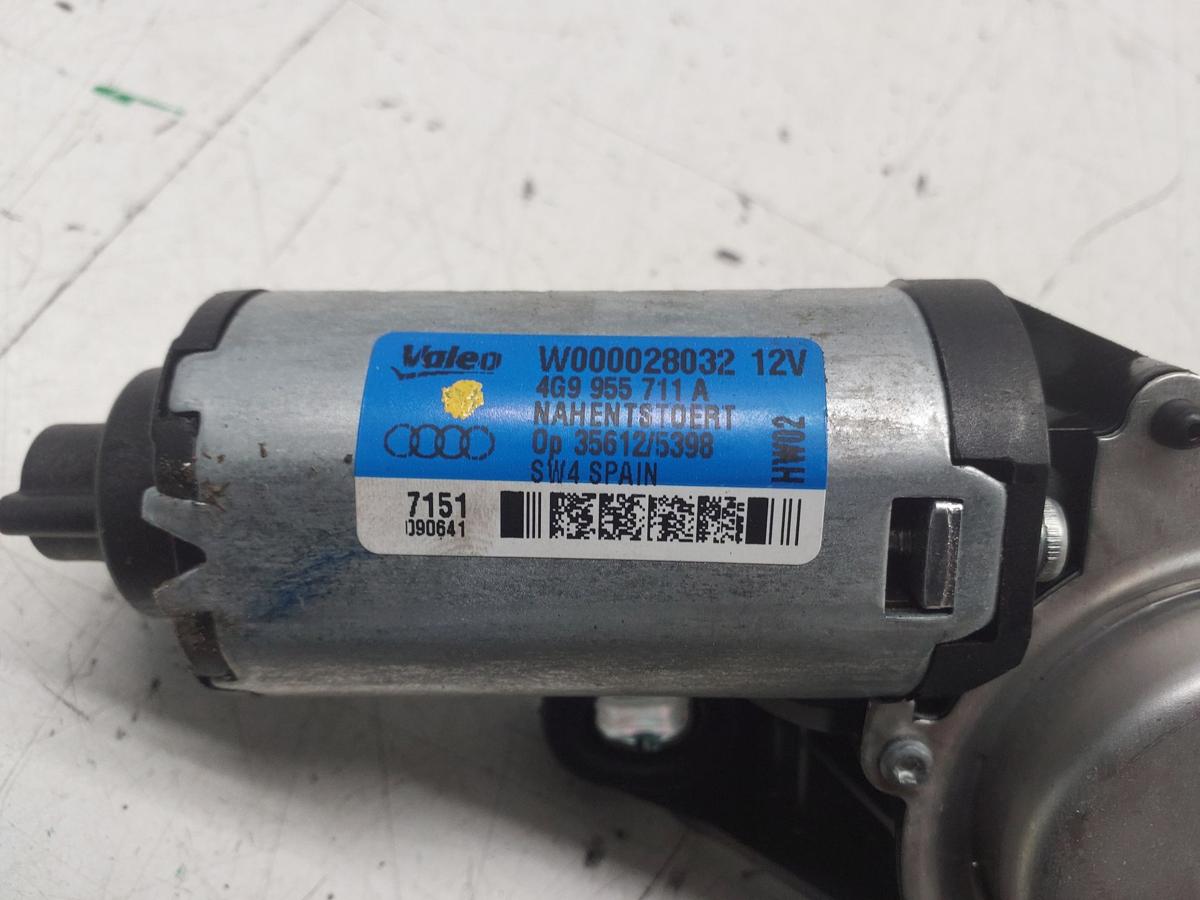 Valeo W000028032 12V
4G9 955 711 A
NAHENTSTOERT
Op 35612/5398
SW4 SPAIN
HW02
7151
090641